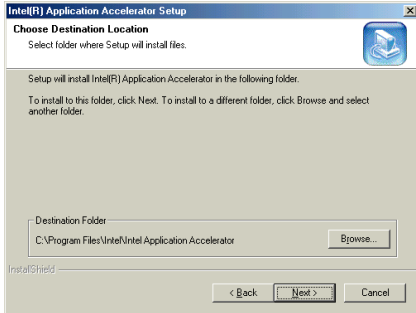 Intel(R) Application Accelerator Setup
Choose Destination Location
Select folder where Setup will install files.
Setup will install Intel(R) Application Accelerator in the following folder.
To install to this folder, click Next. To install to a different folder, click Browse and select
another folder.
Destination Folder
C:\Program Files\Intel\Intel Application Accelerator
Browse...
InstallShield
< Back
Next >
Cancel